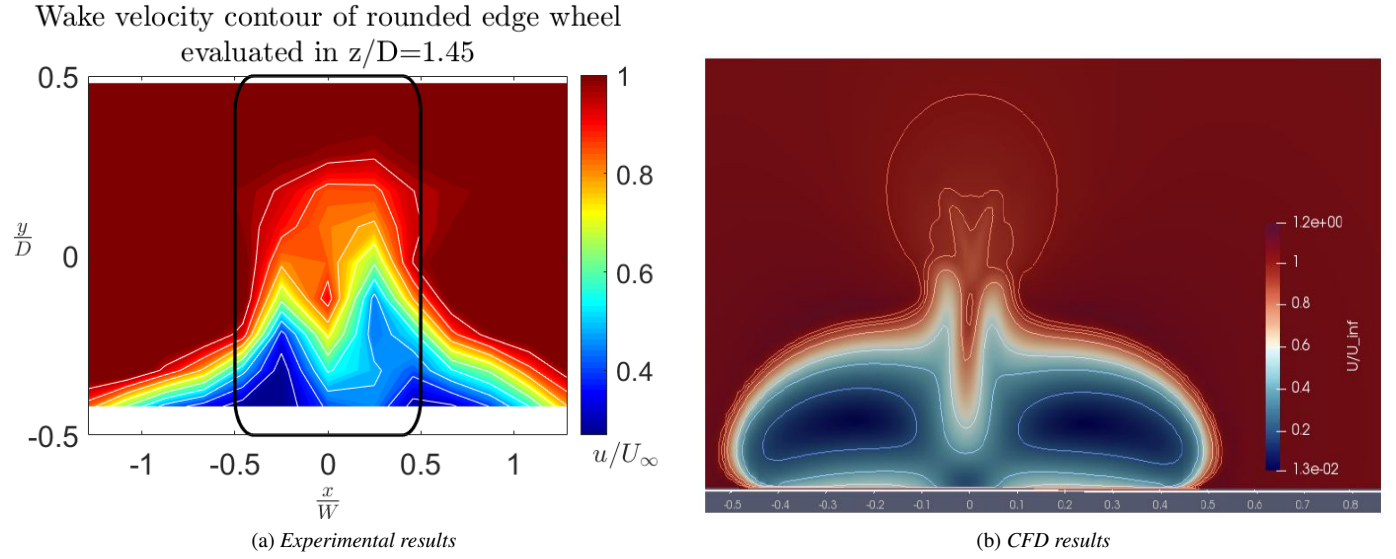 Wake velocity contour of rounded edge wheel
evaluated in z/D=1.45
0.5
0
-0.5
y/D
-1 -0.5 0 0.5 1
x/W
1
0.8
0.6
0.4
u/U∞
(a) Experimental results
1.2e+00
1
0.8
0.6
0.4
0.2
1.3e-02
U/U_inf
-0.5 -0.4 -0.3 -0.2 -0.1 0 0.1 0.2 0.3 0.4 0.5 0.6 0.7 0.8
(b) CFD results